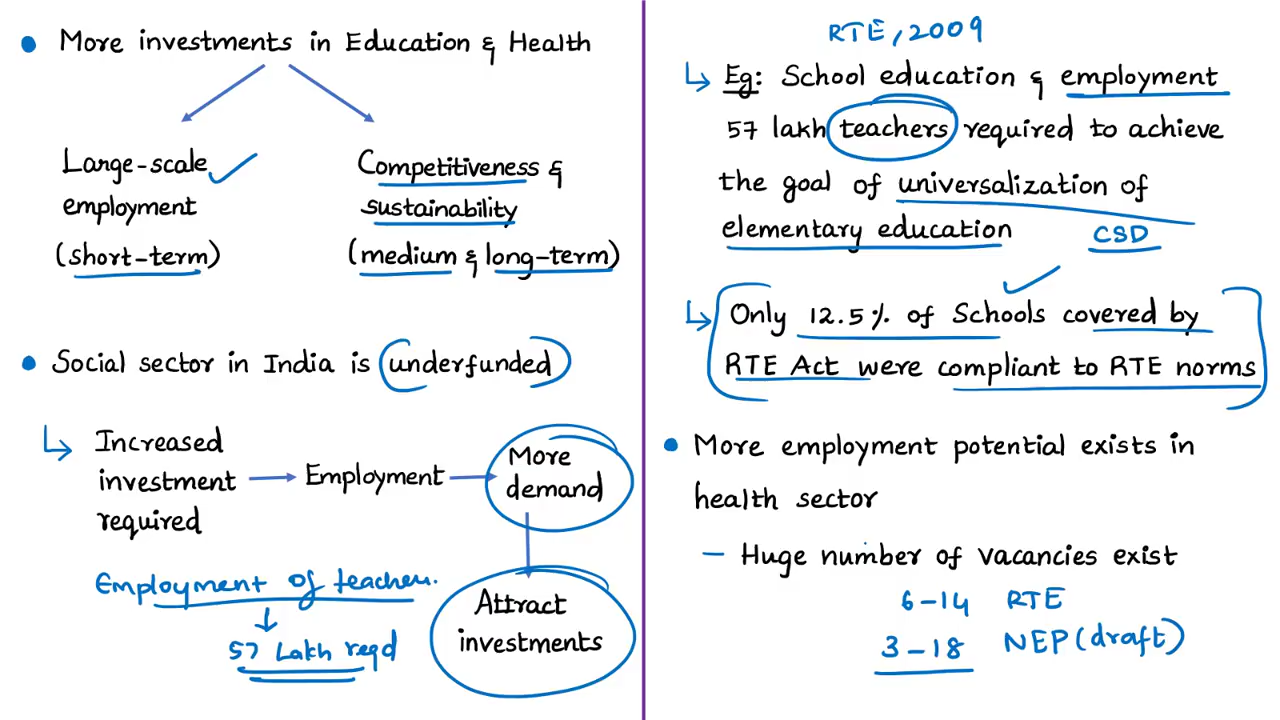 • More investments in Education & Health
Large-scale
employment
(short-term)
Competitiveness &
sustainability
(medium & long-term)
• Social sector in India is underfunded
Increased
investment
required
Employment
More
demand
Attract
investments
Employment of teacher.
57 Lakh reqd
RTE, 2009
Eg: School education & employment
57 lakh teachers required to achieve
the goal of universalization of
elementary education
CSD
Only 12.5% of Schools covered by
RTE Act were compliant to RTE norms
• More employment potential exists in
health sector
– Huge number of vacancies exist
6-14 RTE
3-18 NEP (draft)